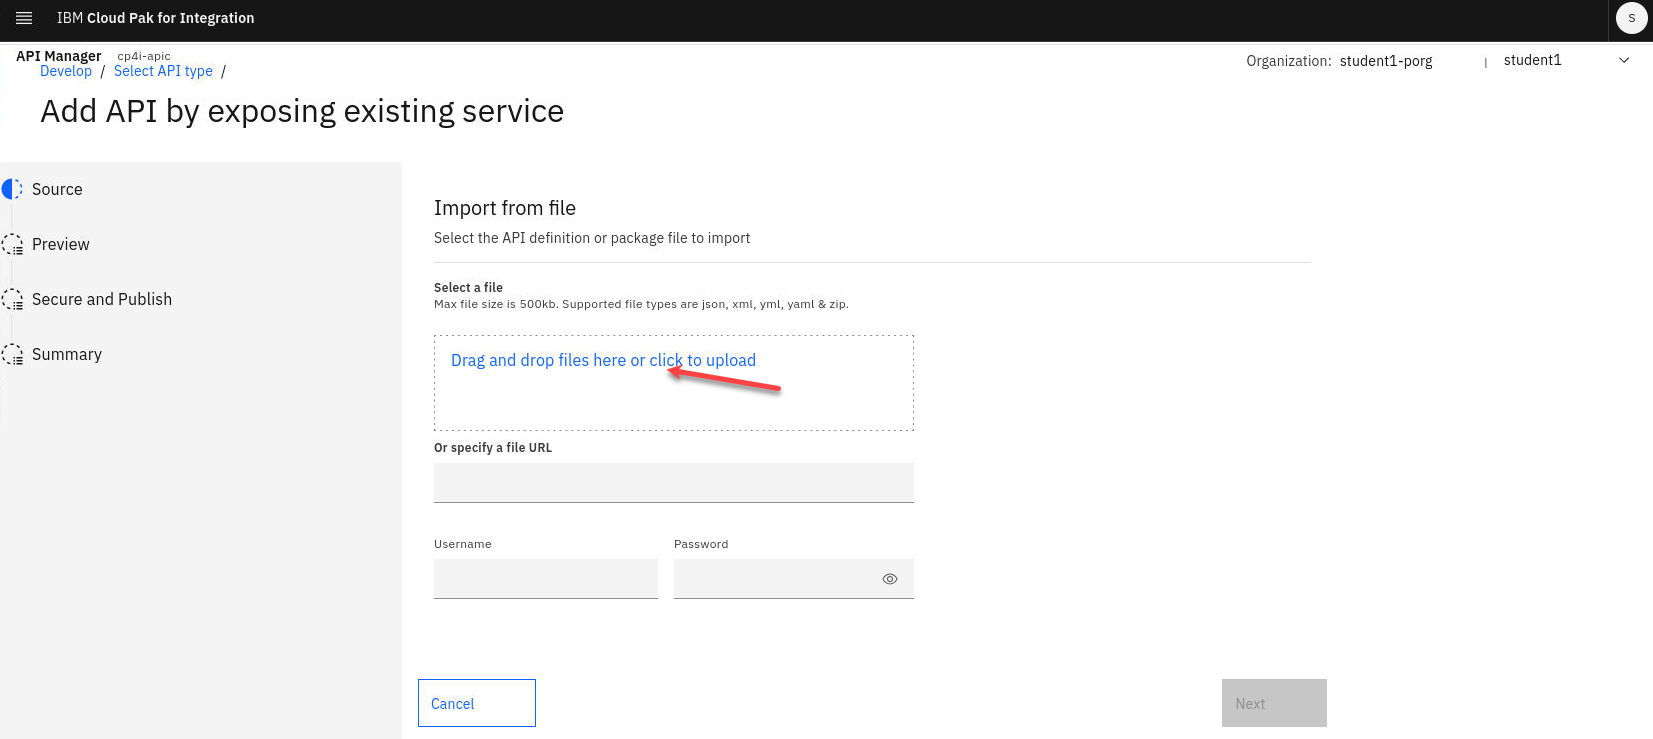 IBM Cloud Pak for Integration
S
API Manager cp4i-apic
Develop / Select API type /
Organization: student1-porg | student1
Add API by exposing existing service
Source
Preview
Secure and Publish
Summary
Import from file
Select the API definition or package file to import
Select a file
Max file size is 500kb. Supported file types are json, xml, yml, yaml & zip.
Drag and drop files here or click to upload
Or specify a file URL
Username Password
Cancel Next